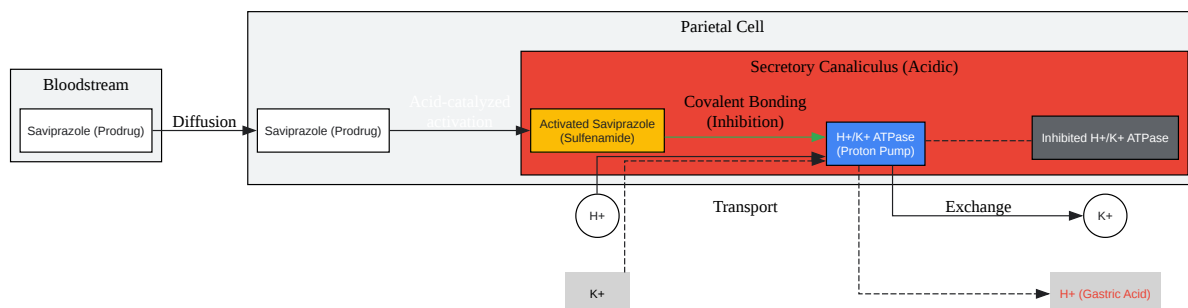 Parietal Cell
Secretory Canaliculus (Acidic)
Bloodstream
Saviprazole (Prodrug)
Diffusion
Saviprazole (Prodrug)
Acid-catalyzed
activation
Activated Saviprazole
(Sulfenamide)
Covalent Bonding
(Inhibition)
H+/K+ ATPase
(Proton Pump)
Inhibited H+/K+ ATPase
H+
Transport
Exchange
K+
K+
H+ (Gastric Acid)